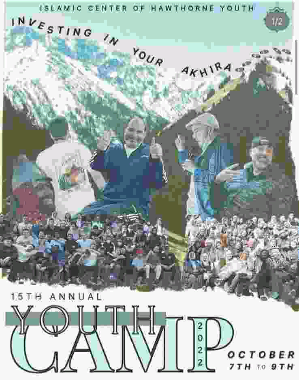 ISLAMIC CENTER OF HAWTHORNE YOUTH
1/2
INVESTING IN YOUR AKHIRA
15TH ANNUAL
YOUTH
CAMP
2022
OCTOBER
7TH TO 9TH